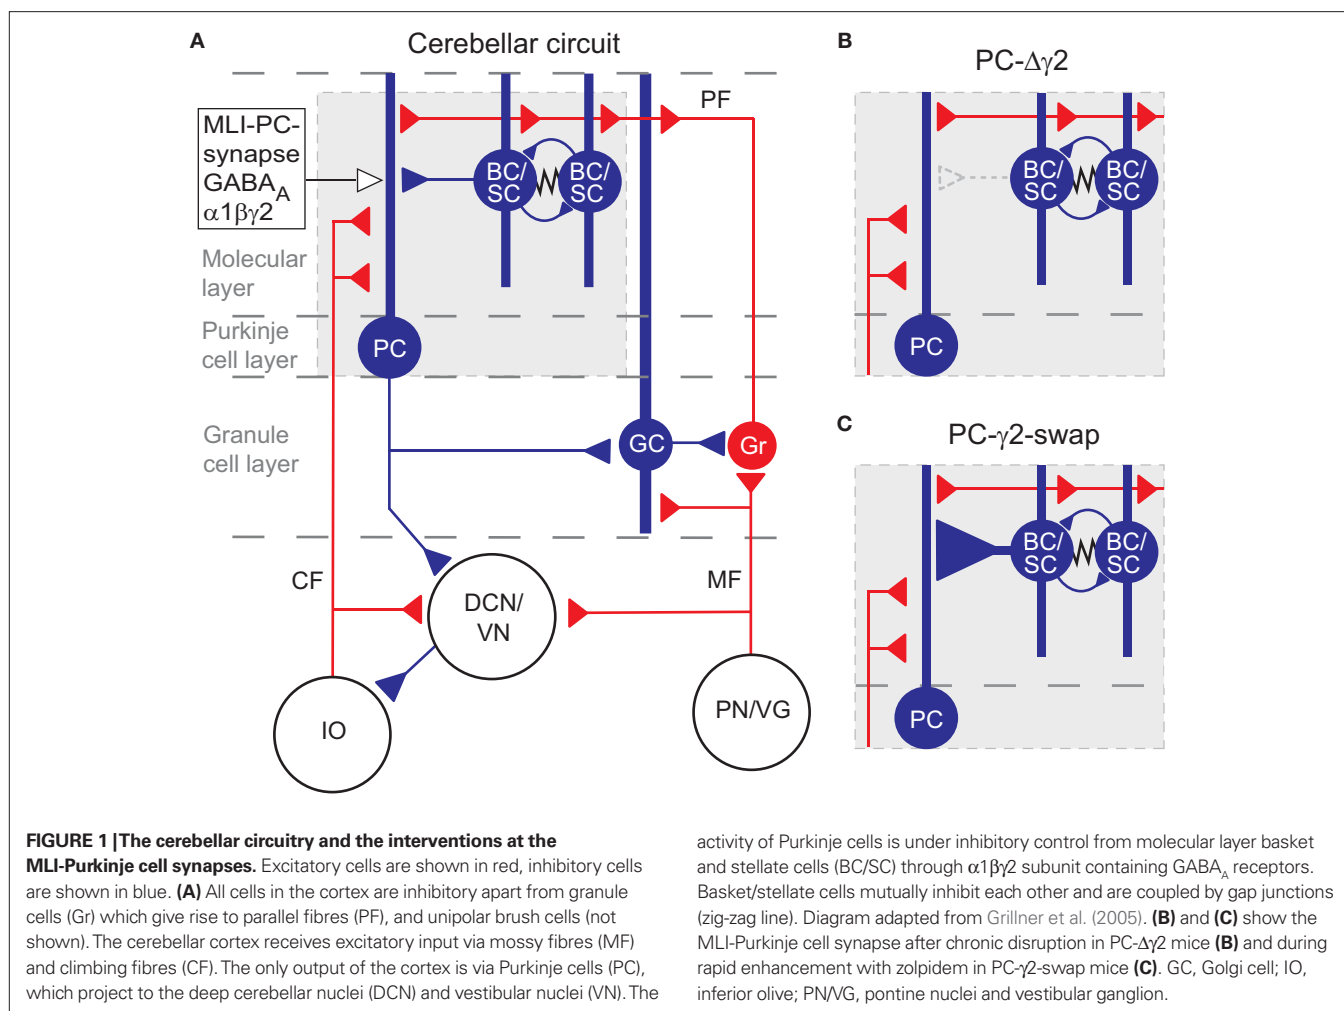 A
Cerebellar circuit
PF
MLI-PC-
synapse
GABA_A
α1βγ2
BC/
SC
BC/
SC
Molecular
layer
Purkinje
cell layer
PC
Granule
cell layer
GC
Gr
CF
MF
DCN/
VN
IO
PN/VG
B
PC-Δγ2
BC/
SC
BC/
SC
PC
C
PC-γ2-swap
BC/
SC
BC/
SC
PC
FIGURE 1 | The cerebellar circuitry and the interventions at the
MLI-Purkinje cell synapses. Excitatory cells are shown in red, inhibitory cells
are shown in blue. (A) All cells in the cortex are inhibitory apart from granule
cells (Gr) which give rise to parallel fibres (PF), and unipolar brush cells (not
shown). The cerebellar cortex receives excitatory input via mossy fibres (MF)
and climbing fibres (CF). The only output of the cortex is via Purkinje cells (PC),
which project to the deep cerebellar nuclei (DCN) and vestibular nuclei (VN). The
activity of Purkinje cells is under inhibitory control from molecular layer basket
and stellate cells (BC/SC) through α1βγ2 subunit containing GABA_A receptors.
Basket/stellate cells mutually inhibit each other and are coupled by gap junctions
(zig-zag line). Diagram adapted from Grillner et al. (2005). (B) and (C) show the
MLI-Purkinje cell synapse after chronic disruption in PC-Δγ2 mice (B) and during
rapid enhancement with zolpidem in PC-γ2-swap mice (C). GC, Golgi cell; IO,
inferior olive; PN/VG, pontine nuclei and vestibular ganglion.